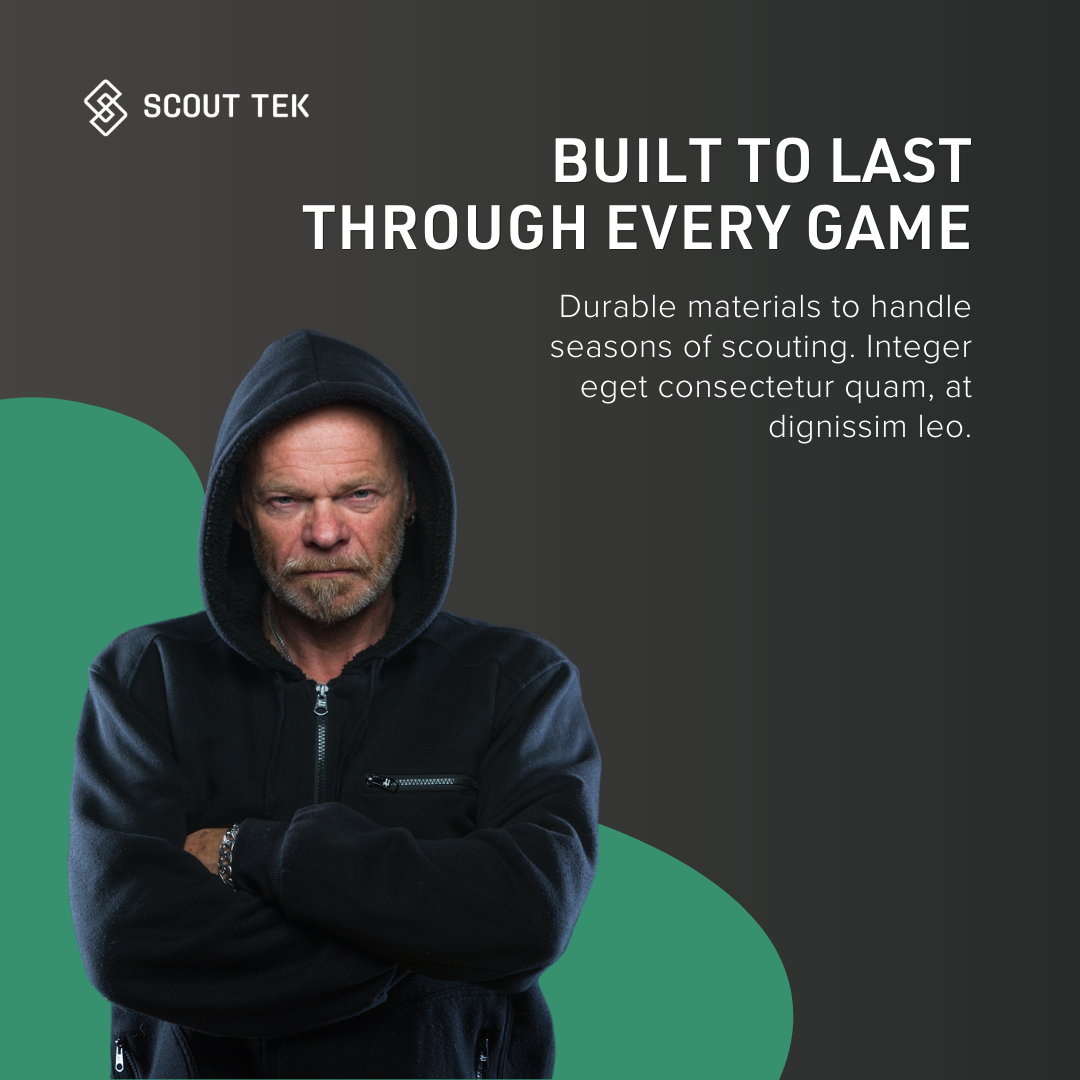 SCOUT TEK
BUILT TO LAST
THROUGH EVERY GAME
Durable materials to handle
seasons of scouting. Integer
eget consectetur quam, at
dignissim leo.